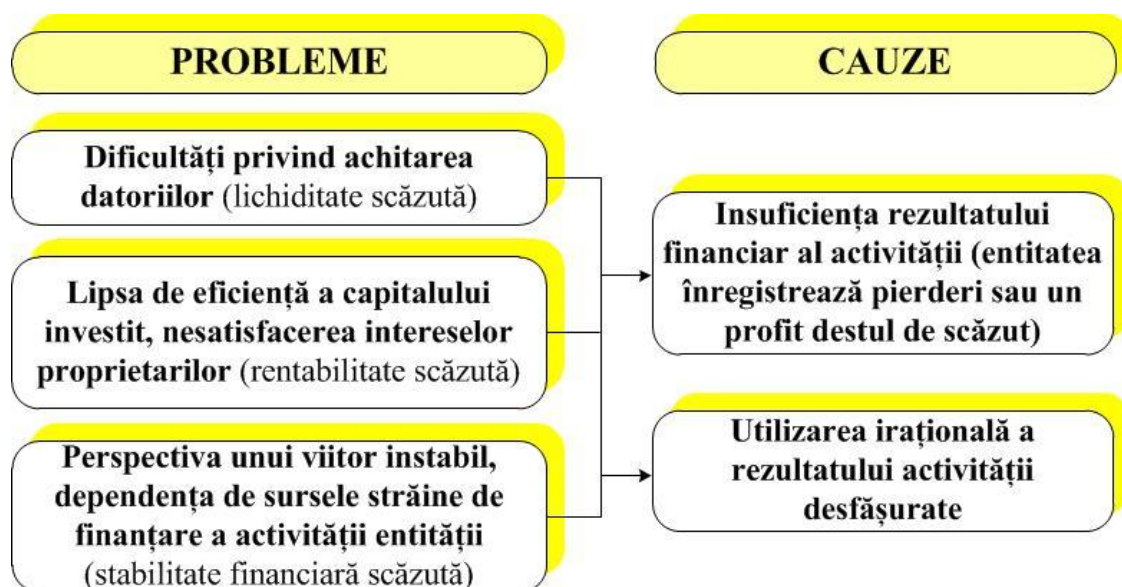 PROBLEME
Dificultăți privind achitarea
datoriilor (lichiditate scăzută)
Lipsa de eficiență a capitalului
investit, nesatisfacerea intereselor
proprietarilor (rentabilitate scăzută)
Perspectiva unui viitor instabil,
dependența de sursele străine de
finanțare a activității entității
(stabilitate financiară scăzută)
CAUZE
Insuficiența rezultatului
financiar al activității (entitatea
înregistrează pierderi sau un
profit destul de scăzut)
Utilizarea irațională a
rezultatului activității
desfășurate